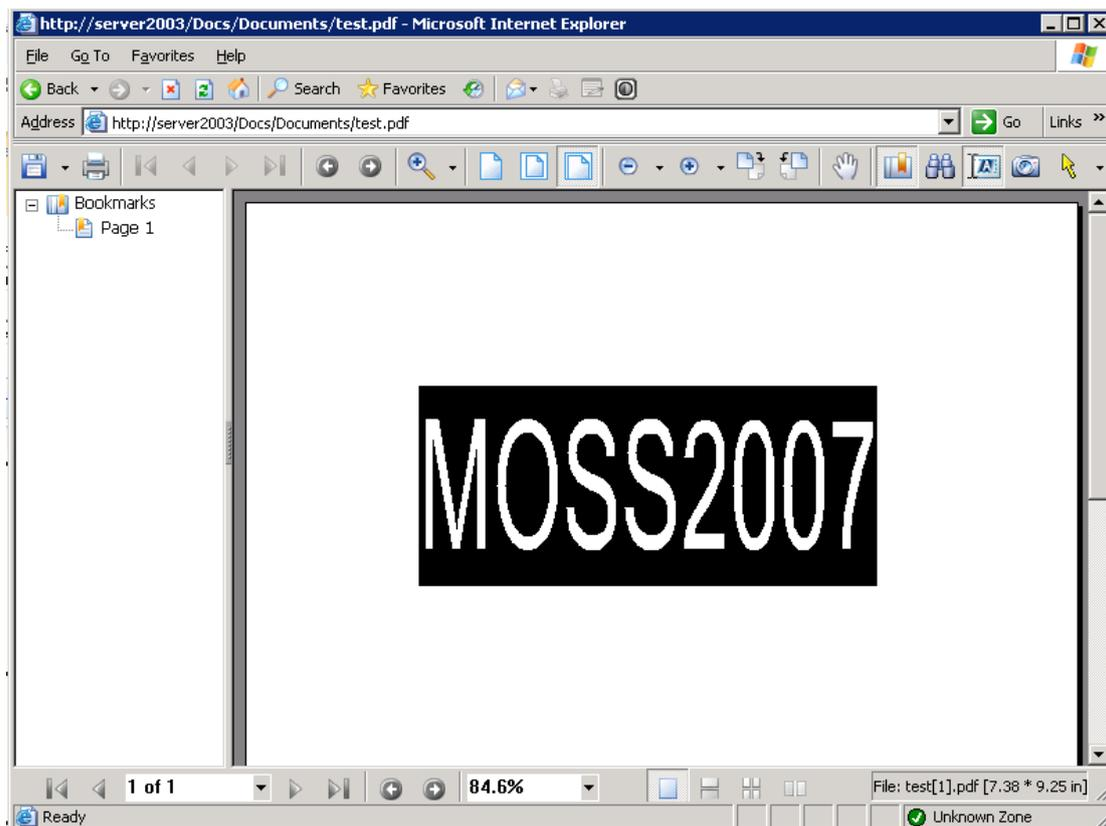 http://server2003/Docs/Documents/test.pdf - Microsoft Internet Explorer
File Go To Favorites Help
Back Search Favorites
Address http://server2003/Docs/Documents/test.pdf Go Links »
Bookmarks
Page 1
MOSS2007
1 of 1 84.6% File: test[1].pdf [7.38 * 9.25 in]
Ready Unknown Zone